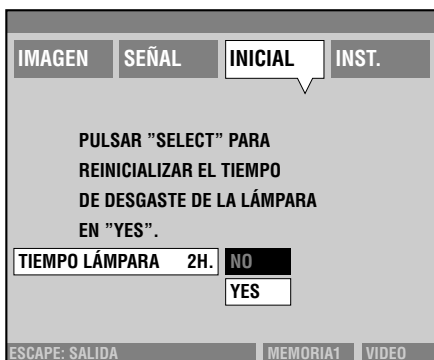 IMAGEN SEÑAL INICIAL INST.
PULSAR ”SELECT” PARA
REINICIALIZAR EL TIEMPO
DE DESGASTE DE LA LÁMPARA
EN ”YES”.
TIEMPO LÁMPARA 2H. NO
YES
ESCAPE: SALIDA MEMORIA1 VIDEO